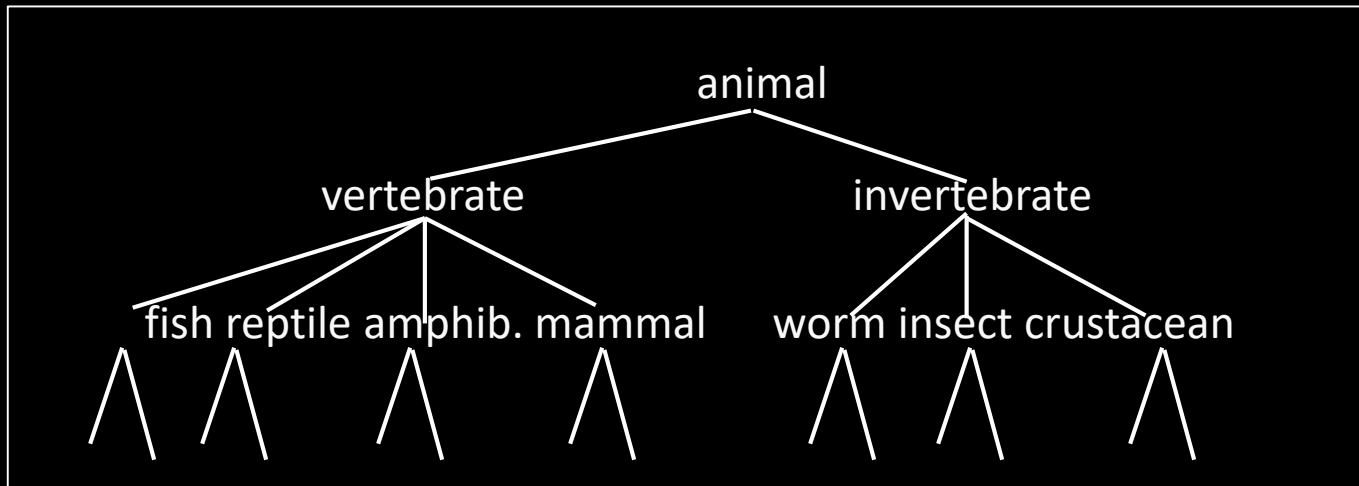 animal
vertebrate invertebrate
fish reptile amphib. mammal worm insect crustacean